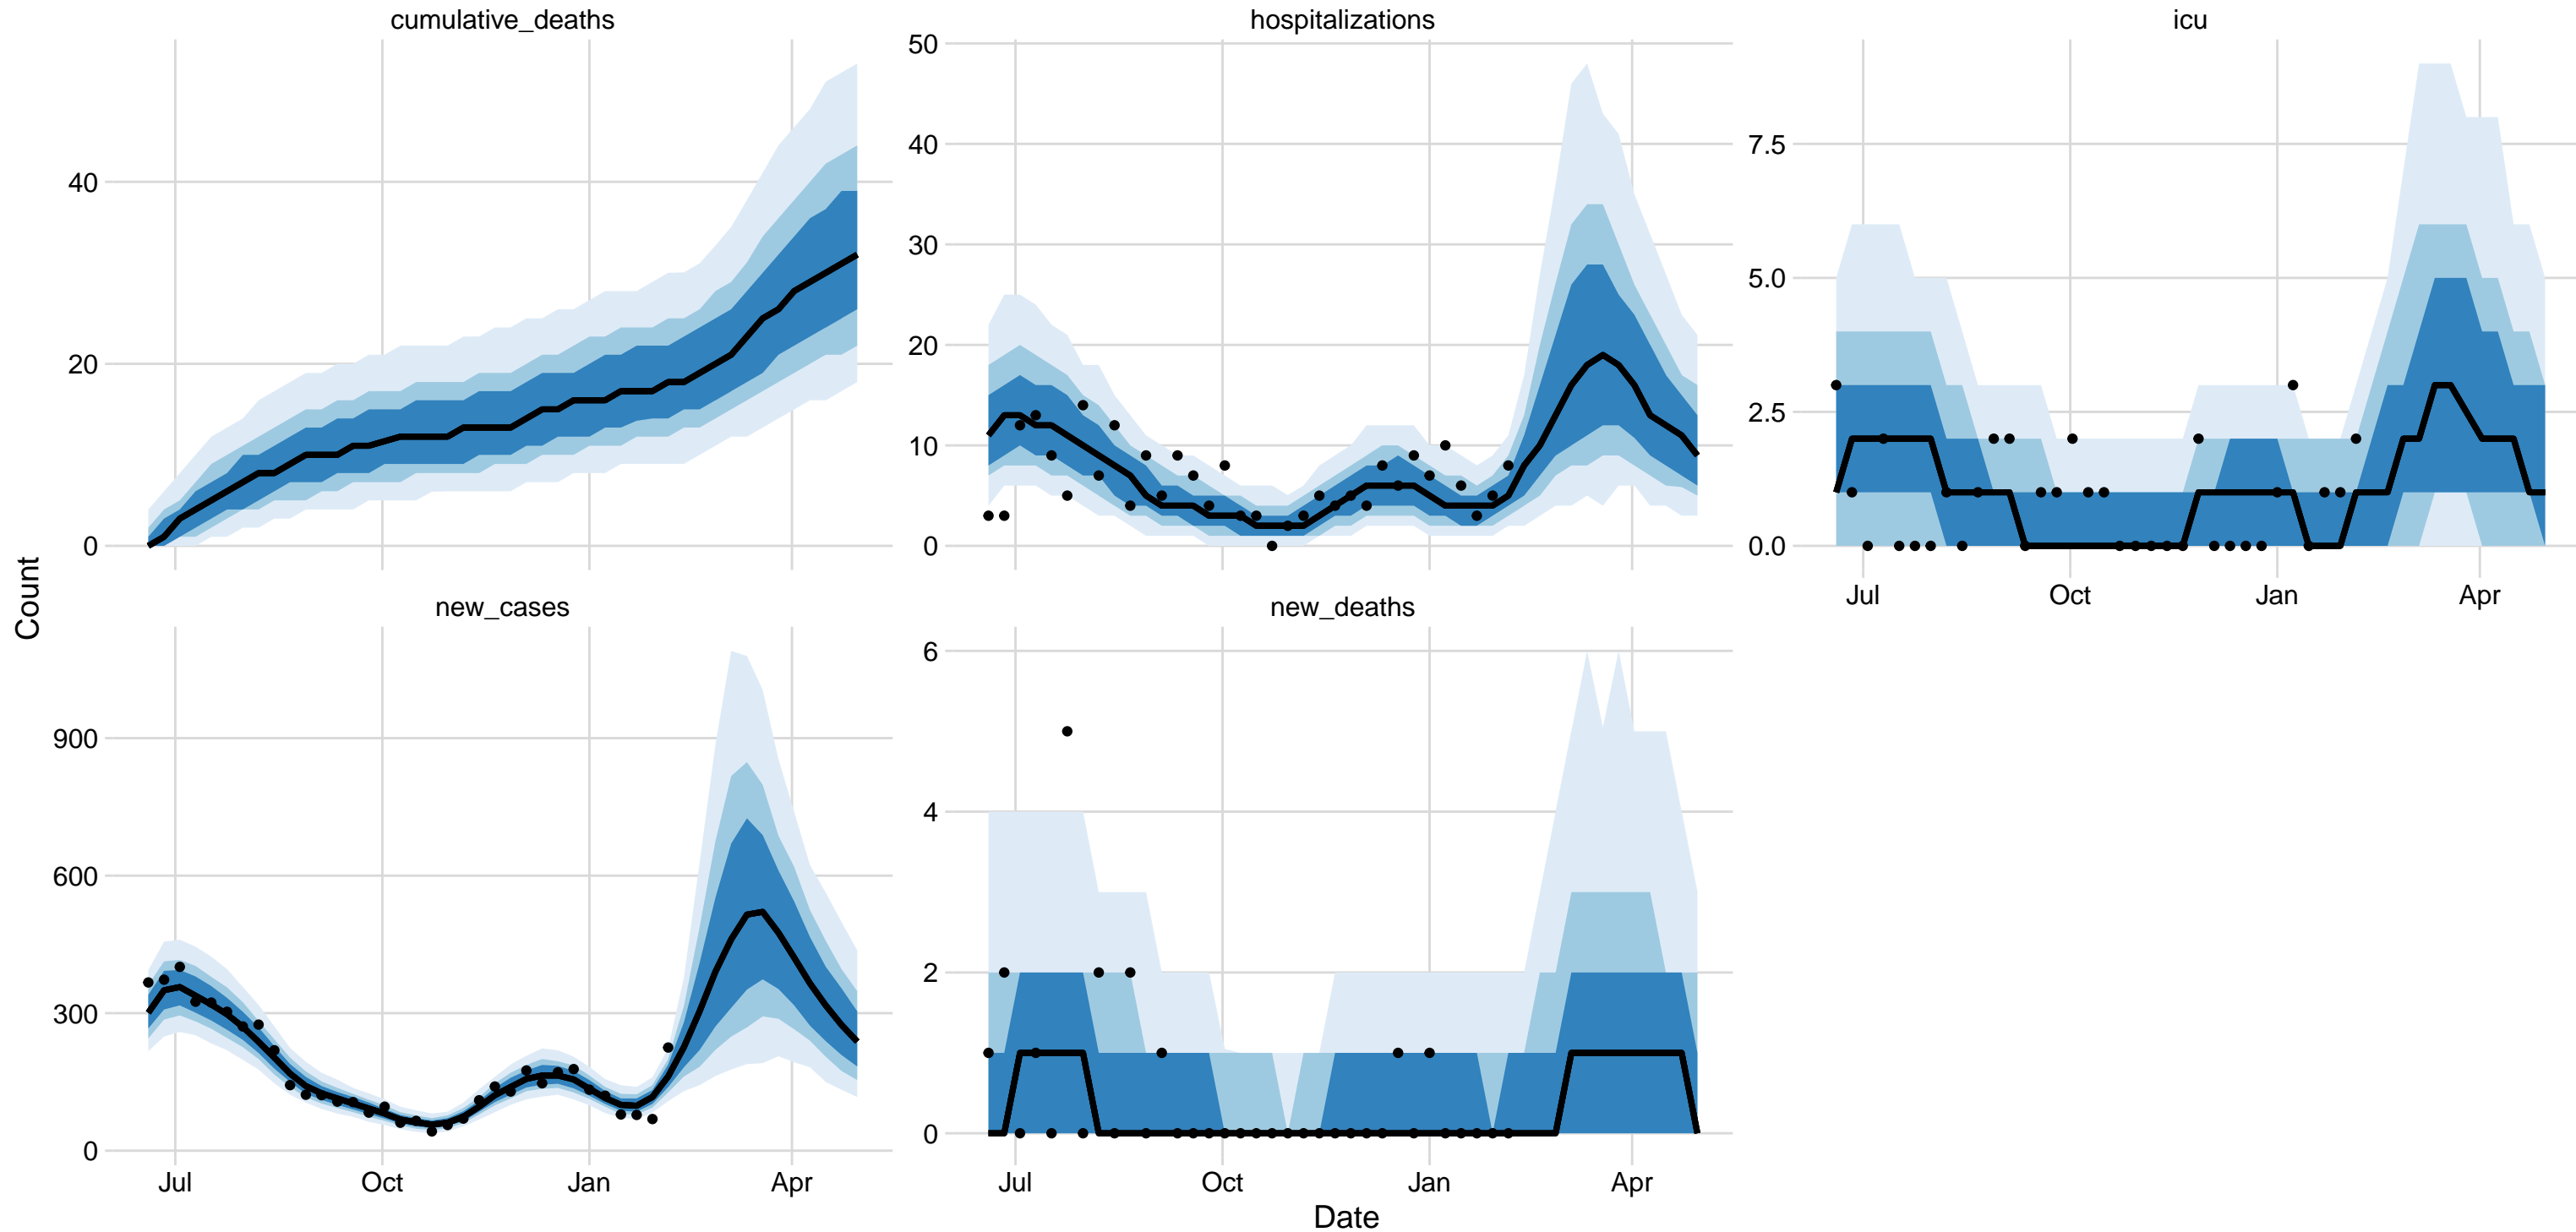 cumulative_deaths
hospitalizations
icu
40
20
0
50
40
30
20
10
0
7.5
5.0
2.5
0.0
Jul Oct Jan Apr
Count
new_cases
new_deaths
900
600
300
0
6
4
2
0
Jul Oct Jan Apr
Jul Oct Jan Apr
Date